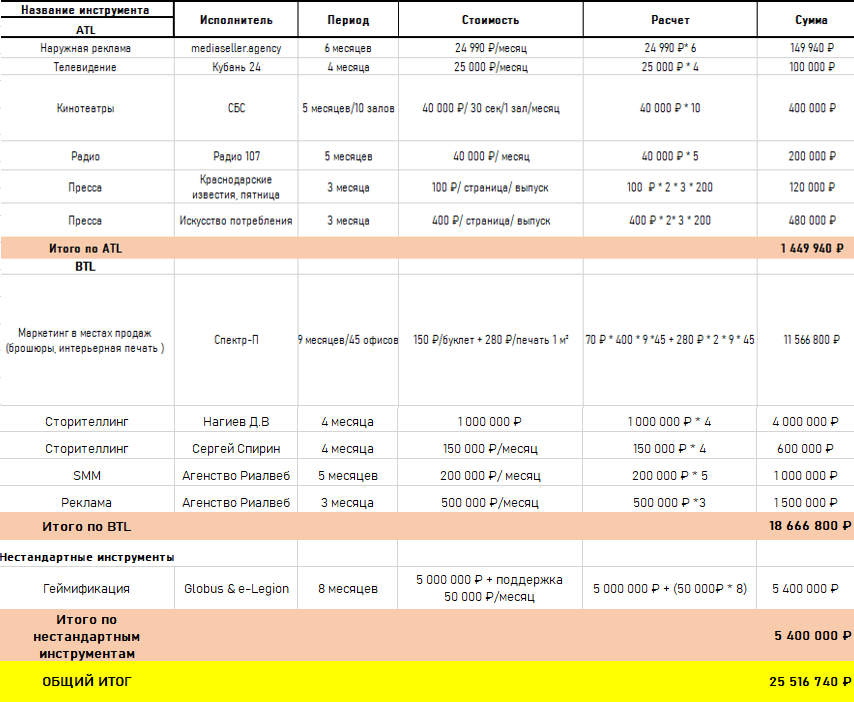 Название инструмента Исполнитель Период Стоимость Расчет Сумма
ATL
Наружная реклама mediaseller.agency 6 месяцев 24 990 ₽/месяц 24 990 ₽* 6 149 940 ₽
Телевидение Кубань 24 4 месяца 25 000 ₽/месяц 25 000 ₽ * 4 100 000 ₽
Кинотеатры СБС 5 месяцев/10 залов 40 000 ₽/ 30 сек/1 зал/месяц 40 000 ₽ * 10 400 000 ₽
Радио Радио 107 5 месяцев 40 000 ₽/ месяц 40 000 ₽ * 5 200 000 ₽
Пресса Краснодарские известия, пятница 3 месяца 100 ₽/ страница/ выпуск 100 ₽ * 2 * 3 * 200 120 000 ₽
Пресса Искусство потребления 3 месяца 400 ₽/ страница/ выпуск 400 ₽ * 2* 3 * 200 480 000 ₽
Итого по ATL 1 449 940 ₽
BTL
Маркетинг в местах продаж (брошюры, интерьерная печать ) Спектр-П 9 месяцев/45 офисов 150 ₽/буклет + 280 ₽/печать 1 м² 70 ₽ * 400 * 9 *45 + 280 ₽ * 2 * 9 * 45 11 566 800 ₽
Сторителлинг Нагиев Д.В 4 месяца 1 000 000 ₽ 1 000 000 ₽ * 4 4 000 000 ₽
Сторителлинг Сергей Спирин 4 месяца 150 000 ₽/месяц 150 000 ₽ * 4 600 000 ₽
SMM Агенство Риалвеб 5 месяцев 200 000 ₽/ месяц 200 000 ₽ * 5 1 000 000 ₽
Реклама Агенство Риалвеб 3 месяца 500 000 ₽/месяц 500 000 ₽ *3 1 500 000 ₽
Итого по BTL 18 666 800 ₽
Нестандартные инструменты
Геймификация Globus & e-Legion 8 месяцев 5 000 000 ₽ + поддержка 50 000 ₽/месяц 5 000 000 ₽ + (50 000₽ * 8) 5 400 000 ₽
Итого по нестандартным инструментам 5 400 000 ₽
ОБЩИЙ ИТОГ 25 516 740 ₽